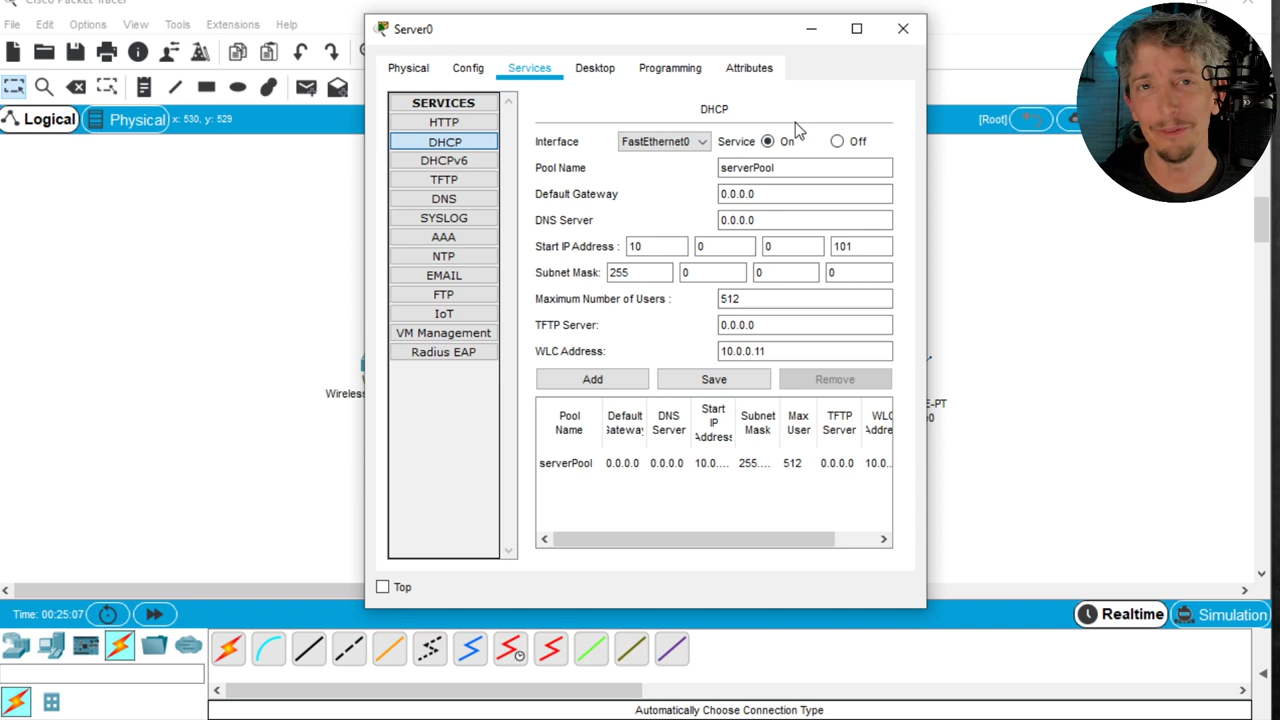 Cisco Packet Tracer
File Edit Options View Tools Extensions Help
Logical Physical x: 530, y: 529 [Root]
Server0
Physical Config Services Desktop Programming Attributes
SERVICES
HTTP
DHCP
DHCPv6
TFTP
DNS
SYSLOG
AAA
NTP
EMAIL
FTP
IoT
VM Management
Radius EAP
DHCP
Interface FastEthernet0 Service On Off
Pool Name serverPool
Default Gateway 0.0.0.0
DNS Server 0.0.0.0
Start IP Address : 10 0 0 101
Subnet Mask: 255 0 0 0
Maximum Number of Users : 512
TFTP Server: 0.0.0.0
WLC Address: 10.0.0.11
Add Save Remove
Pool Name Default Gateway DNS Server Start IP Address Subnet Mask Max User TFTP Server WLC Addre
serverPool 0.0.0.0 0.0.0.0 10.0.... 255.... 512 0.0.0.0 10.0..
Top
Wireles
E-PT
0
Time: 00:25:07 Realtime Simulation
Automatically Choose Connection Type